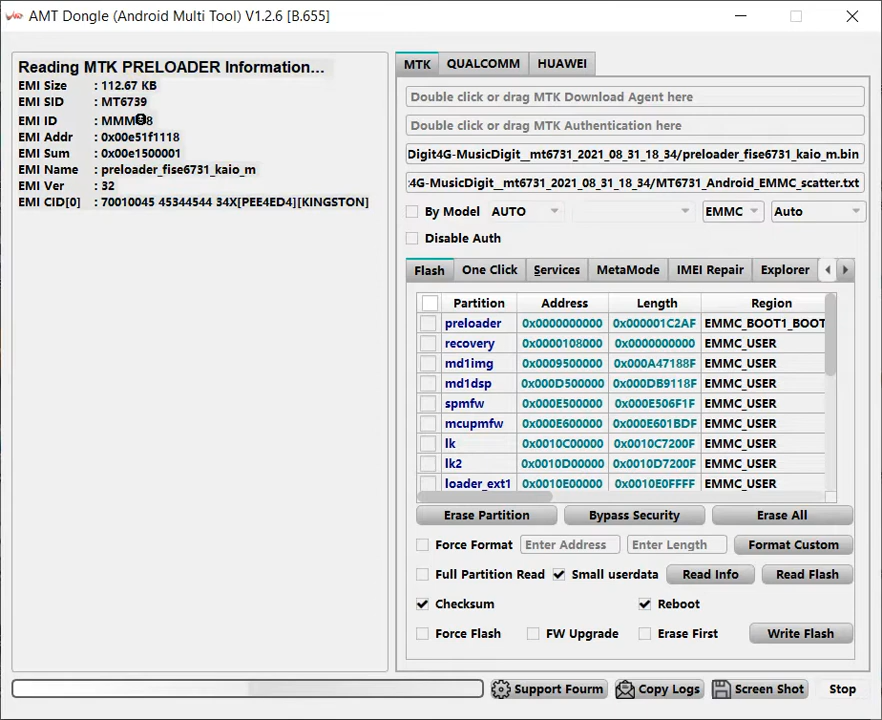 AMT Dongle (Android Multi Tool) V1.2.6 [B.655]
Reading MTK PRELOADER Information...
EMI Size : 112.67 KB
EMI SID : MT6739
EMI ID :
EMI Addr : 0x00e51f1118
EMI Sum : 0x00e1500001
EMI Name : preloader_fise6731_kaio_m
EMI Ver : 32
EMI CID[0] : 70010045 45344544 34X[PEE4ED4][KINGSTON]
MTK QUALCOMM HUAWEI
Double click or drag MTK Download Agent here
Double click or drag MTK Authentication here
Digit4G-MusicDigit__mt6731_2021_08_31_18_34/preloader_fise6731_kaio_m.bin
:4G-MusicDigit__mt6731_2021_08_31_18_34/MT6731_Android_EMMC_scatter.txt
By Model AUTO EMMC Auto
Disable Auth
Flash One Click Services MetaMode IMEI Repair Explorer
Partition Address Length Region
preloader 0x0000000000 0x000001C2AF EMMC_BOOT1_BOOT
recovery 0x0000108000 0x0000000000 EMMC_USER
md1img 0x0009500000 0x000A47188F EMMC_USER
md1dsp 0x000D500000 0x000DB9118F EMMC_USER
spmfw 0x000E500000 0x000E506F1F EMMC_USER
mcupmfw 0x000E600000 0x000E601BDF EMMC_USER
lk 0x0010C00000 0x0010C7200F EMMC_USER
lk2 0x0010D00000 0x0010D7200F EMMC_USER
loader_ext1 0x0010E00000 0x0010E0FFFF EMMC_USER
Erase Partition Bypass Security Erase All
Force Format Enter Address Enter Length Format Custom
Full Partition Read Small userdata Read Info Read Flash
Checksum Reboot
Force Flash FW Upgrade Erase First Write Flash
Support Fourm Copy Logs Screen Shot Stop